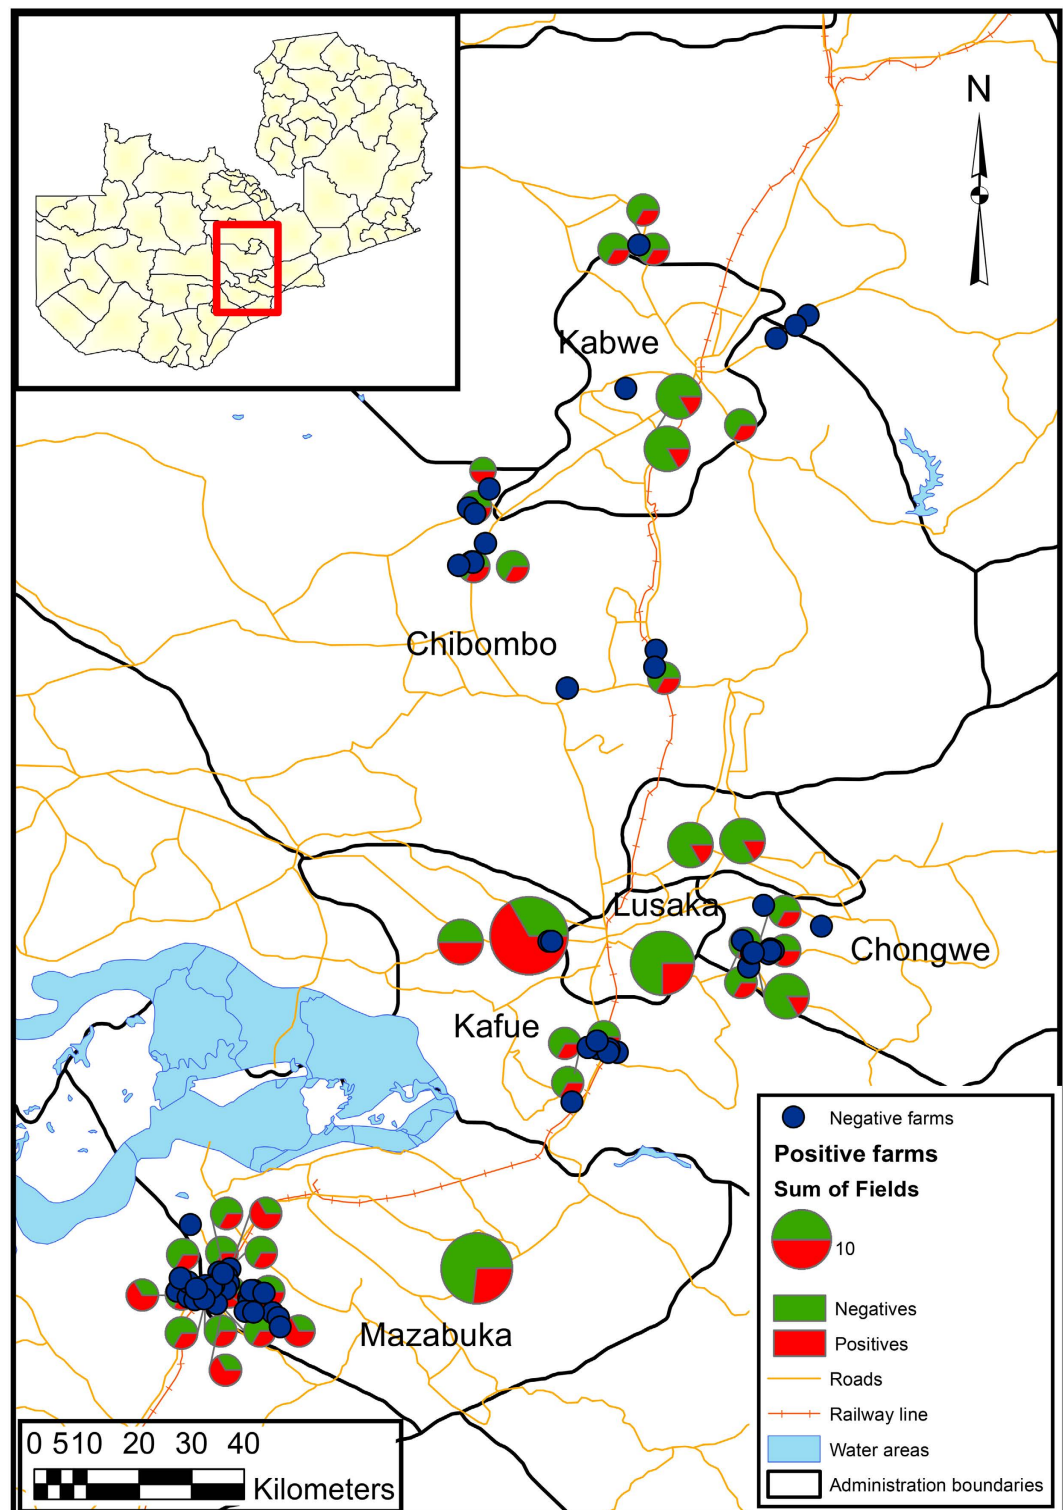 N
Kabwe
Chibombo
Lusaka
Chongwe
Kafue
Mazabuka
Negative farms
Positive farms
Sum of Fields
10
Negatives
Positives
Roads
Railway line
Water areas
Administration boundaries
0 510 20 30 40
Kilometers